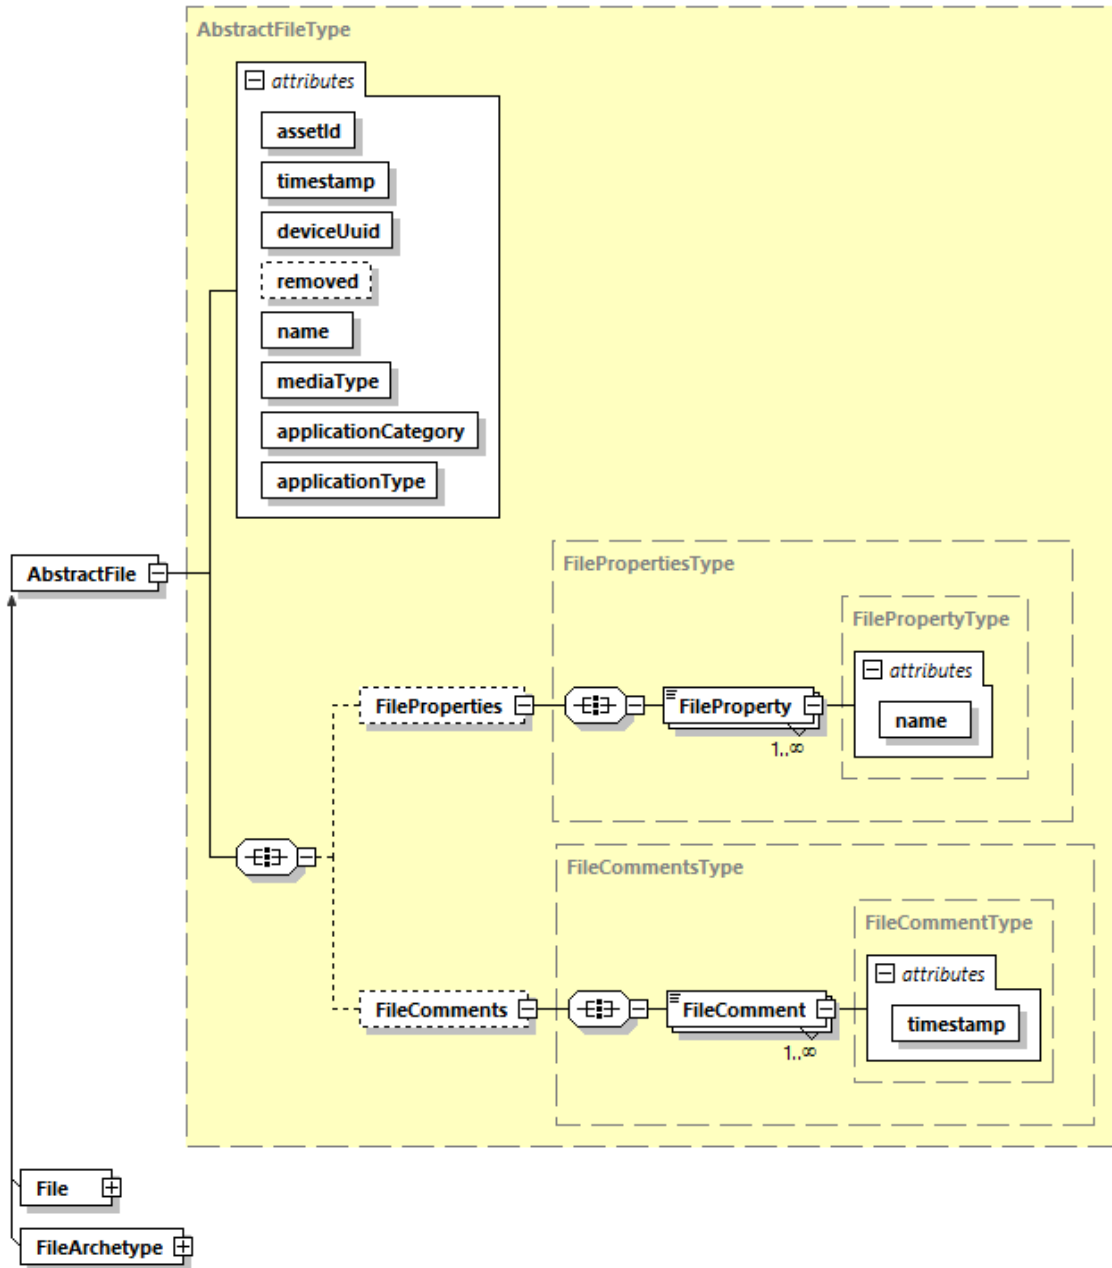 AbstractFileType
attributes
assetId
timestamp
deviceUuid
removed
name
mediaType
applicationCategory
applicationType
AbstractFile
FilePropertiesType
FilePropertyType
attributes
FileProperties
FileProperty
name
1..∞
FileCommentsType
FileCommentType
attributes
FileComments
FileComment
timestamp
1..∞
File
FileArchetype